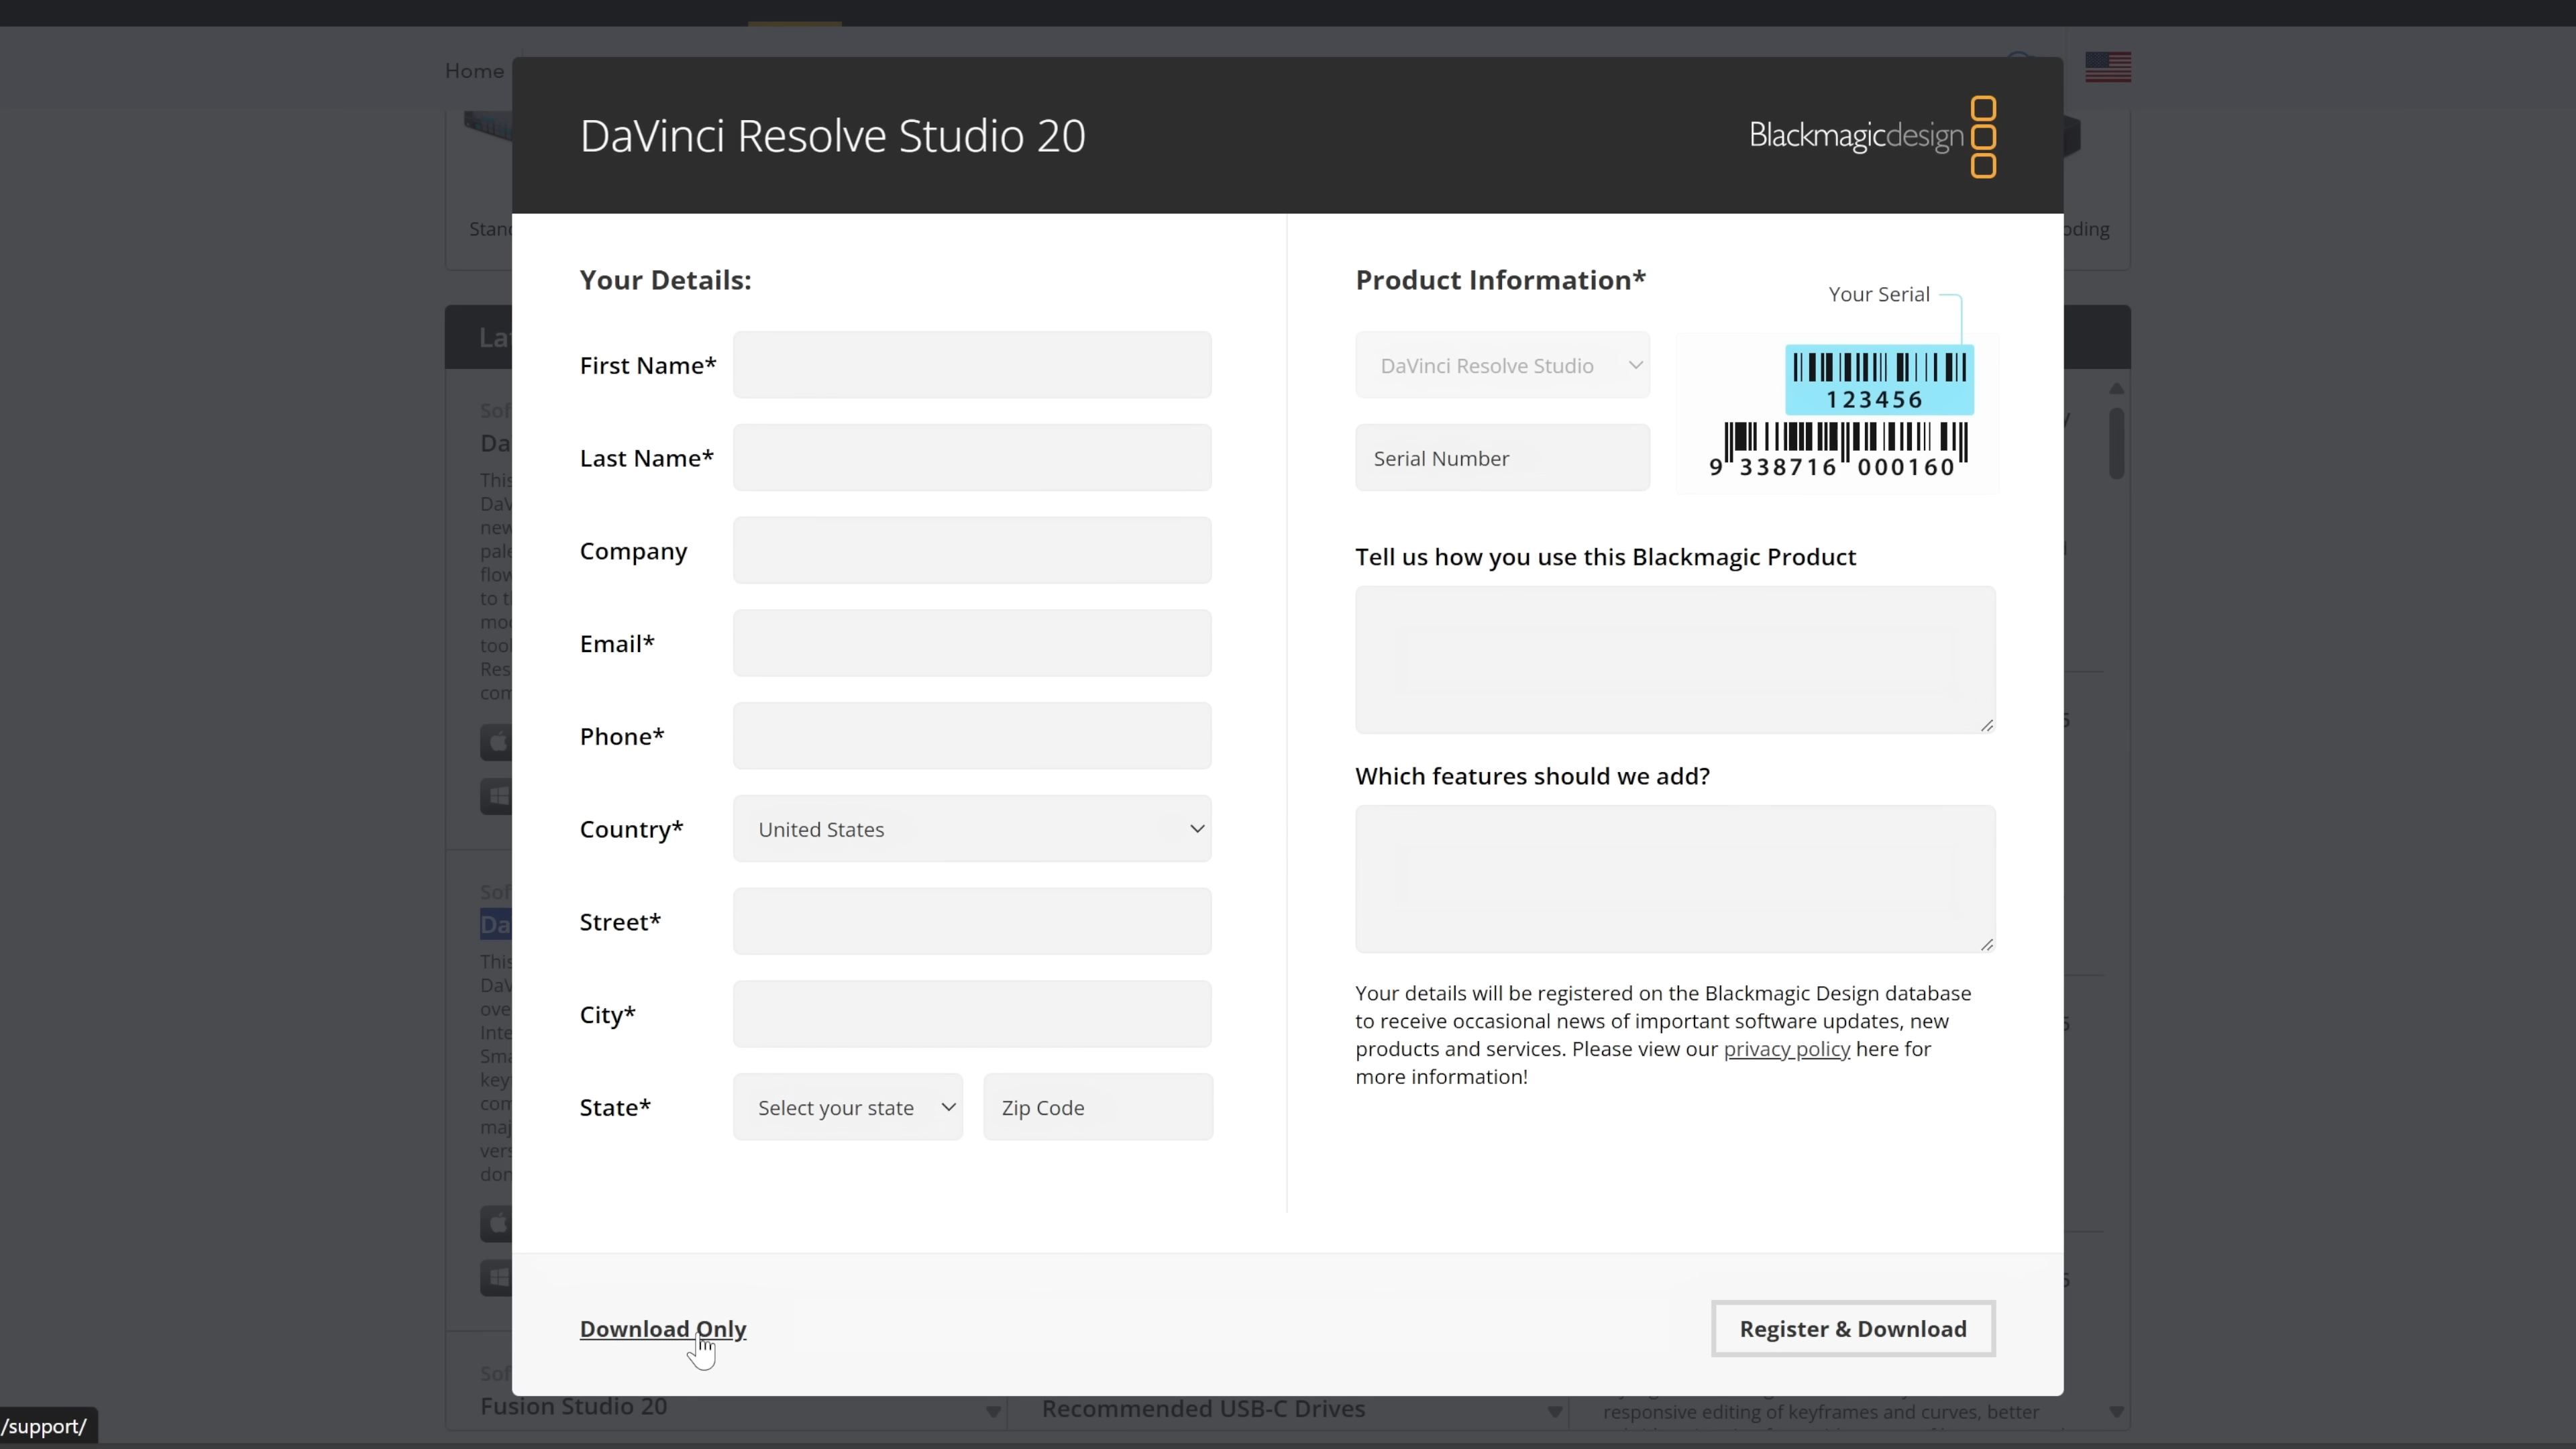 Home
DaVinci Resolve Studio 20
Blackmagicdesign
Your Details:
First Name*
Last Name*
Company
Email*
Phone*
Country*
United States
Street*
City*
State*
Select your state
Zip Code
Product Information*
Your Serial
DaVinci Resolve Studio
123456
Serial Number
9 338716 000160
Tell us how you use this Blackmagic Product
Which features should we add?
Your details will be registered on the Blackmagic Design database
to receive occasional news of important software updates, new
products and services. Please view our privacy policy here for
more information!
Download Only
Register & Download
Fusion Studio 20
Recommended USB-C Drives
responsive editing of keyframes and curves, better
/support/